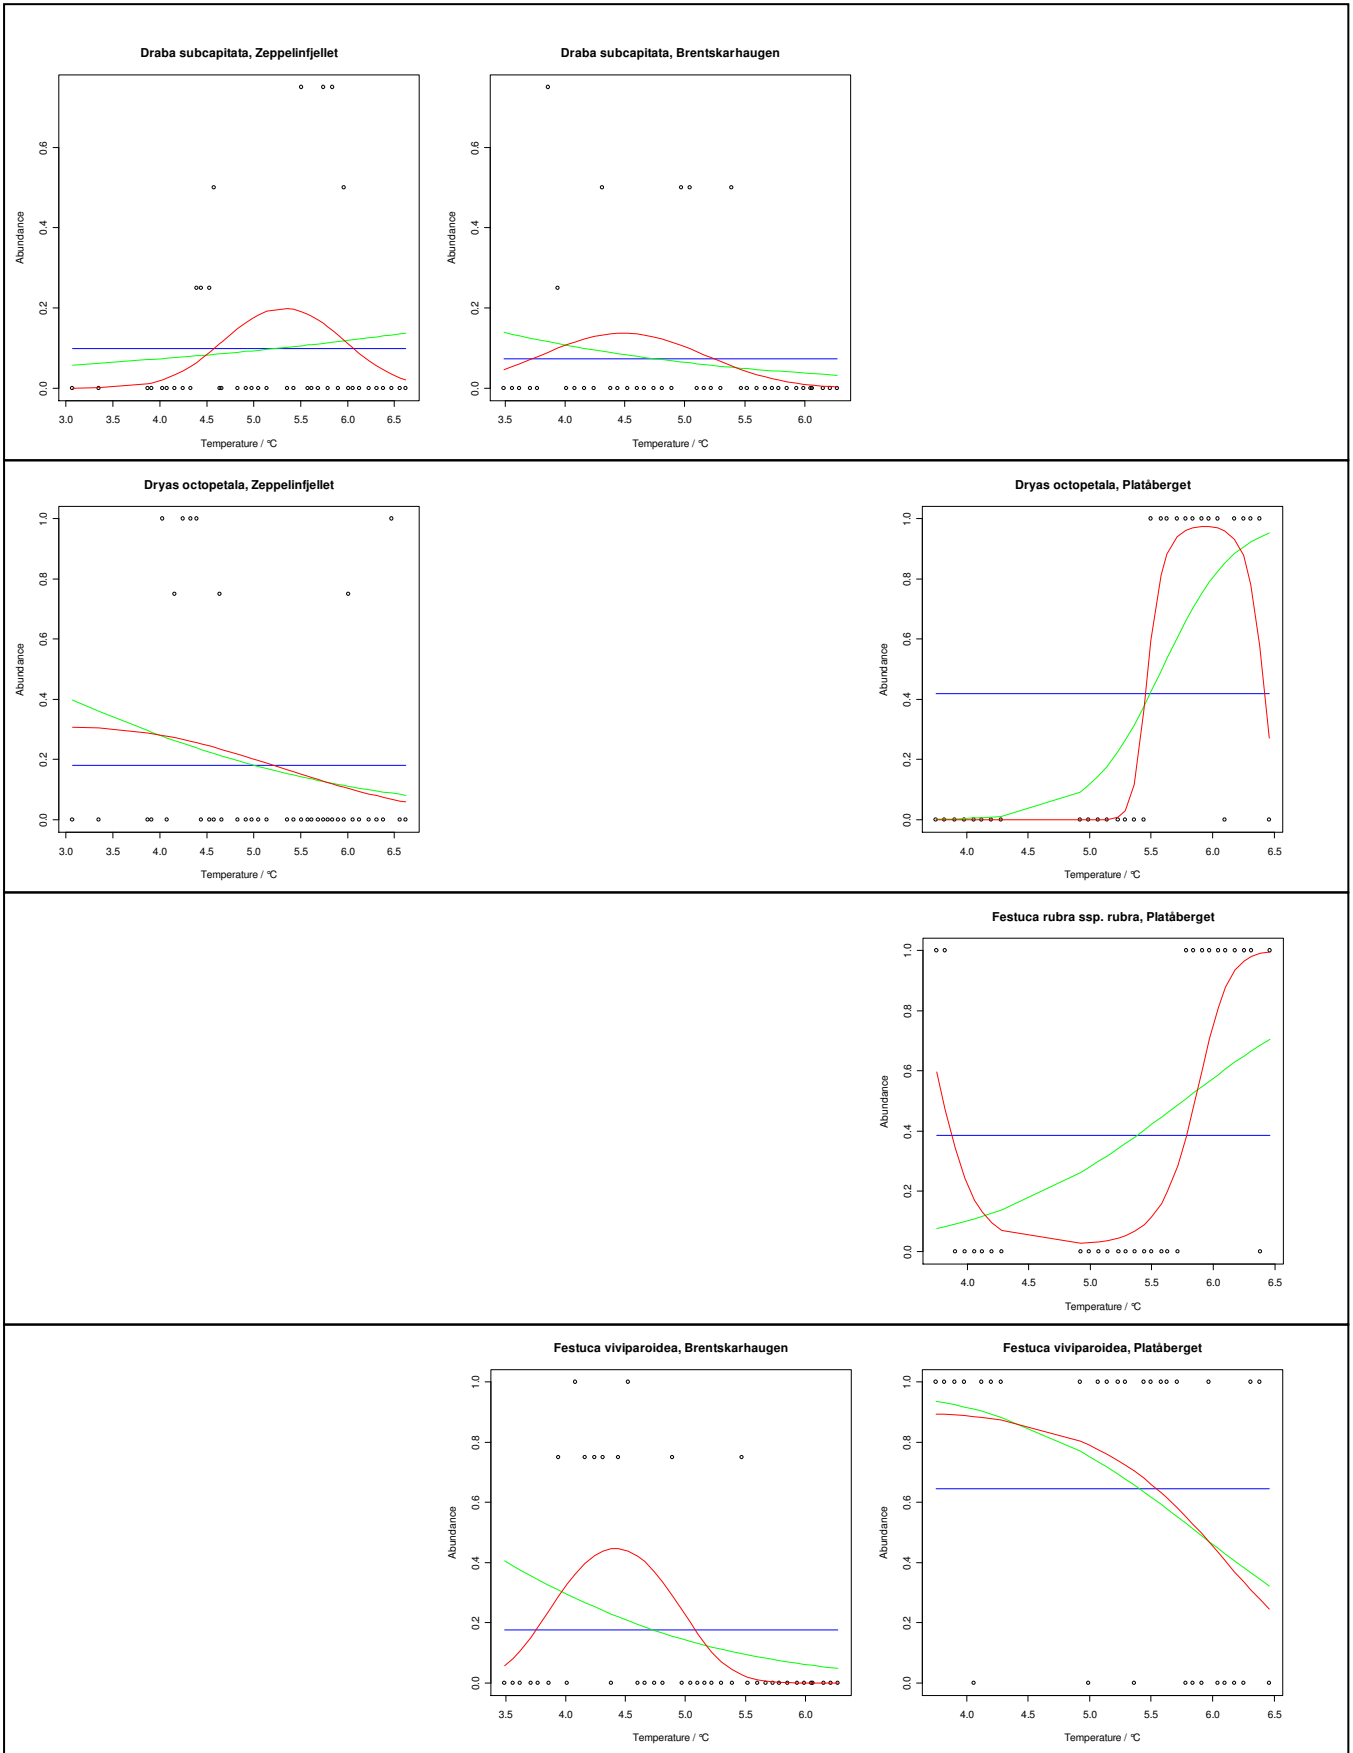 Draba subcapitata, Zeppelinfjellet
Abundance
0.0 0.2 0.4 0.6
3.0 3.5 4.0 4.5 5.0 5.5 6.0 6.5
Temperature / °C
Draba subcapitata, Brentskarhaugen
Abundance
0.0 0.2 0.4 0.6
3.5 4.0 4.5 5.0 5.5 6.0
Temperature / °C
Dryas octopetala, Zeppelinfjellet
Abundance
0.0 0.2 0.4 0.6 0.8 1.0
3.0 3.5 4.0 4.5 5.0 5.5 6.0 6.5
Temperature / °C
Dryas octopetala, Platåberget
Abundance
0.0 0.2 0.4 0.6 0.8 1.0
4.0 4.5 5.0 5.5 6.0 6.5
Temperature / °C
Festuca rubra ssp. rubra, Platåberget
Abundance
0.0 0.2 0.4 0.6 0.8 1.0
4.0 4.5 5.0 5.5 6.0 6.5
Temperature / °C
Festuca viviparoidea, Brentskarhaugen
Abundance
0.0 0.2 0.4 0.6 0.8 1.0
3.5 4.0 4.5 5.0 5.5 6.0
Temperature / °C
Festuca viviparoidea, Platåberget
Abundance
0.0 0.2 0.4 0.6 0.8 1.0
4.0 4.5 5.0 5.5 6.0 6.5
Temperature / °C